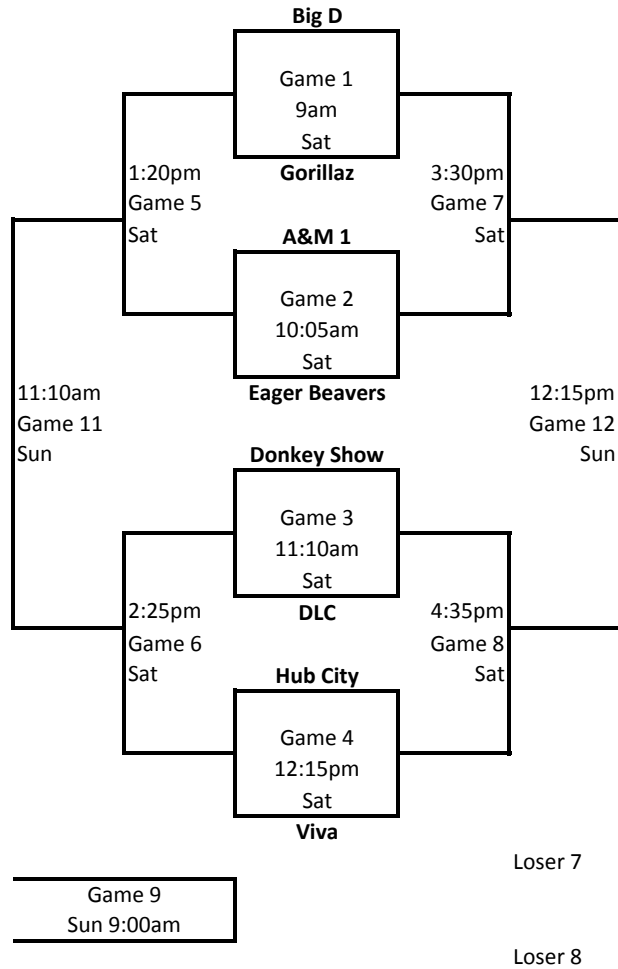 Big D
Game 1
9am
Sat
Gorillaz
1:20pm
Game 5
Sat
3:30pm
Game 7
Sat
A&M 1
Game 2
10:05am
Sat
Eager Beavers
11:10am
Game 11
Sun
12:15pm
Game 12
Sun
Donkey Show
Game 3
11:10am
Sat
DLC
2:25pm
Game 6
Sat
4:35pm
Game 8
Sat
Hub City
Game 4
12:15pm
Sat
Viva
Loser 7
Game 9
Sun 9:00am
Loser 8